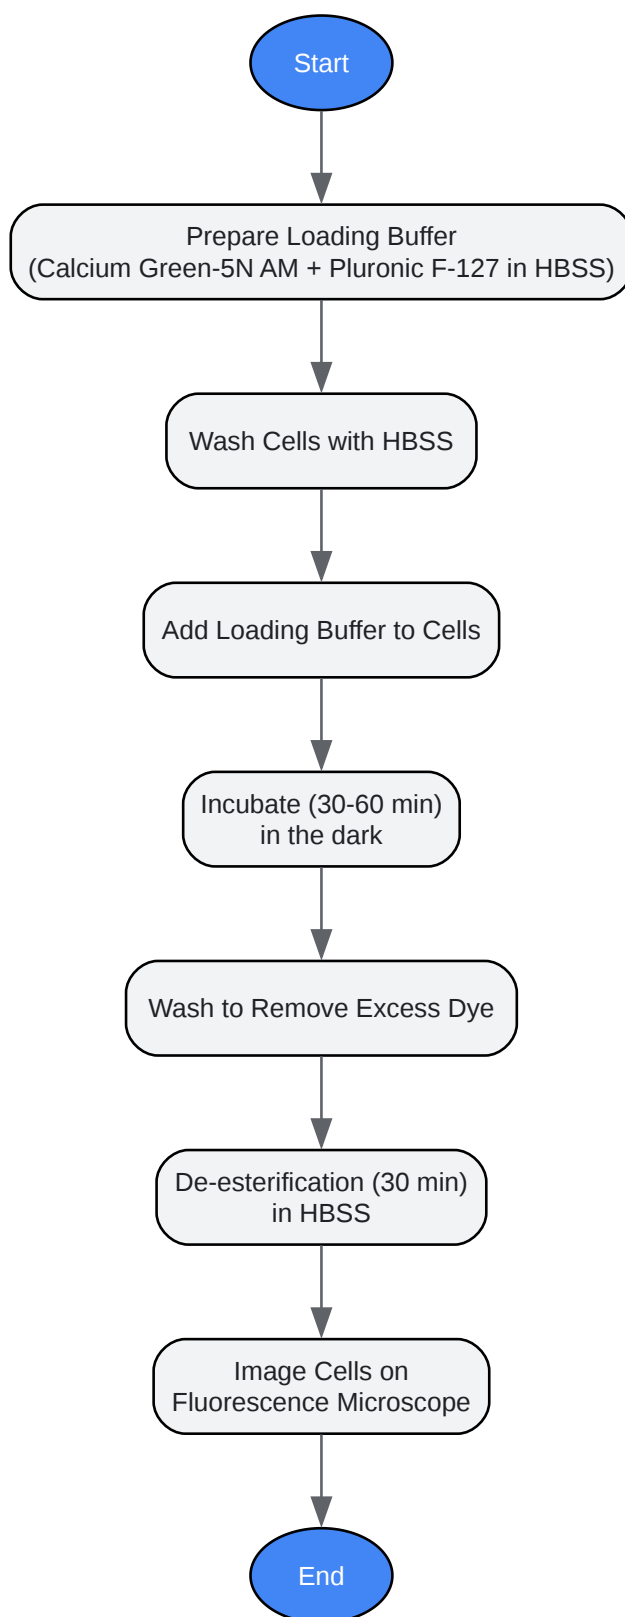 Start
Prepare Loading Buffer
(Calcium Green-5N AM + Pluronic F-127 in HBSS)
Wash Cells with HBSS
Add Loading Buffer to Cells
Incubate (30-60 min)
in the dark
Wash to Remove Excess Dye
De-esterification (30 min)
in HBSS
Image Cells on
Fluorescence Microscope
End